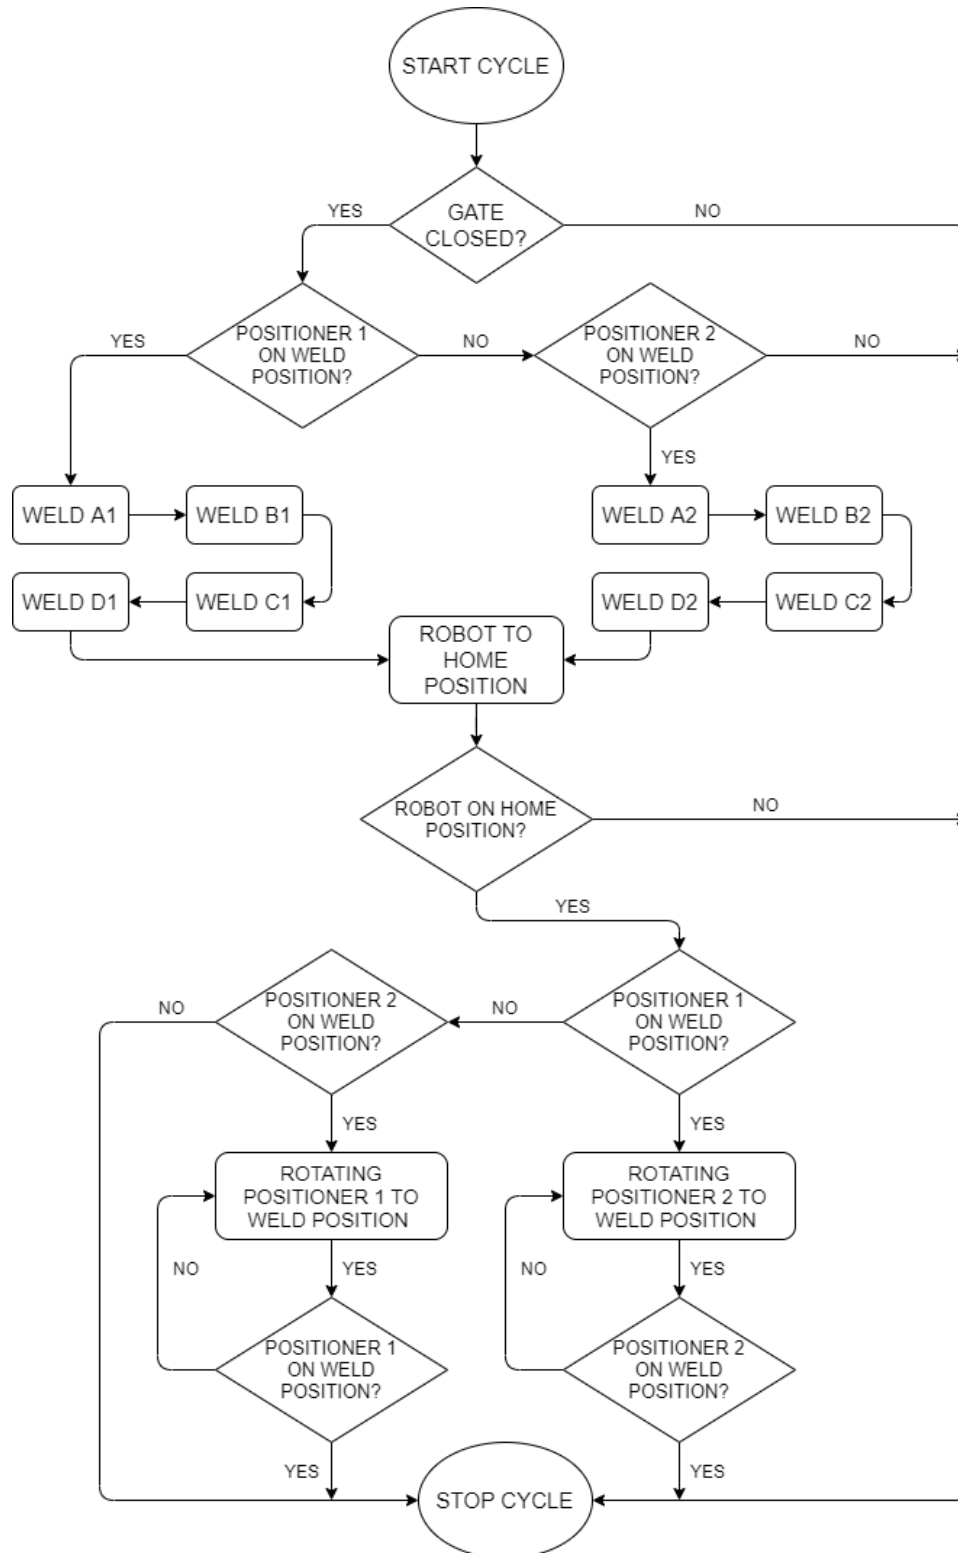 START CYCLE
YES
GATE
CLOSED?
NO
YES
POSITIONER 1
ON WELD
POSITION?
NO
POSITIONER 2
ON WELD
POSITION?
NO
YES
WELD A1
WELD B1
WELD A2
WELD B2
WELD D1
WELD C1
WELD D2
WELD C2
ROBOT TO
HOME
POSITION
ROBOT ON HOME
POSITION?
NO
YES
NO
POSITIONER 2
ON WELD
POSITION?
NO
POSITIONER 1
ON WELD
POSITION?
YES
YES
ROTATING
POSITIONER 1 TO
WELD POSITION
ROTATING
POSITIONER 2 TO
WELD POSITION
NO
YES
NO
YES
POSITIONER 1
ON WELD
POSITION?
POSITIONER 2
ON WELD
POSITION?
YES
YES
STOP CYCLE